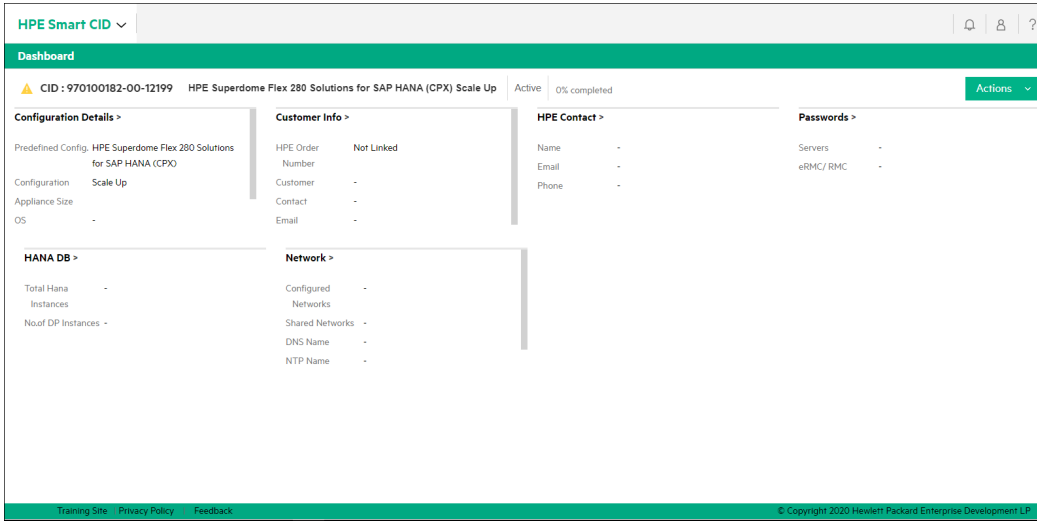 HPE Smart CID
?
Dashboard
CID : 970100182-00-12199 HPE Superdome Flex 280 Solutions for SAP HANA (CPX) Scale Up Active 0% completed Actions
Configuration Details >
Predefined Config. HPE Superdome Flex 280 Solutions
for SAP HANA (CPX)
Configuration Scale Up
Appliance Size
OS -
Customer Info >
HPE Order Not Linked
Number
Customer -
Contact -
Email -
HPE Contact >
Name -
Email -
Phone -
Passwords >
Servers -
eRMC/ RMC -
HANA DB >
Total Hana -
Instances
No.of DP Instances -
Network >
Configured -
Networks
Shared Networks -
DNS Name -
NTP Name -
Training Site Privacy Policy Feedback © Copyright 2020 Hewlett Packard Enterprise Development LP